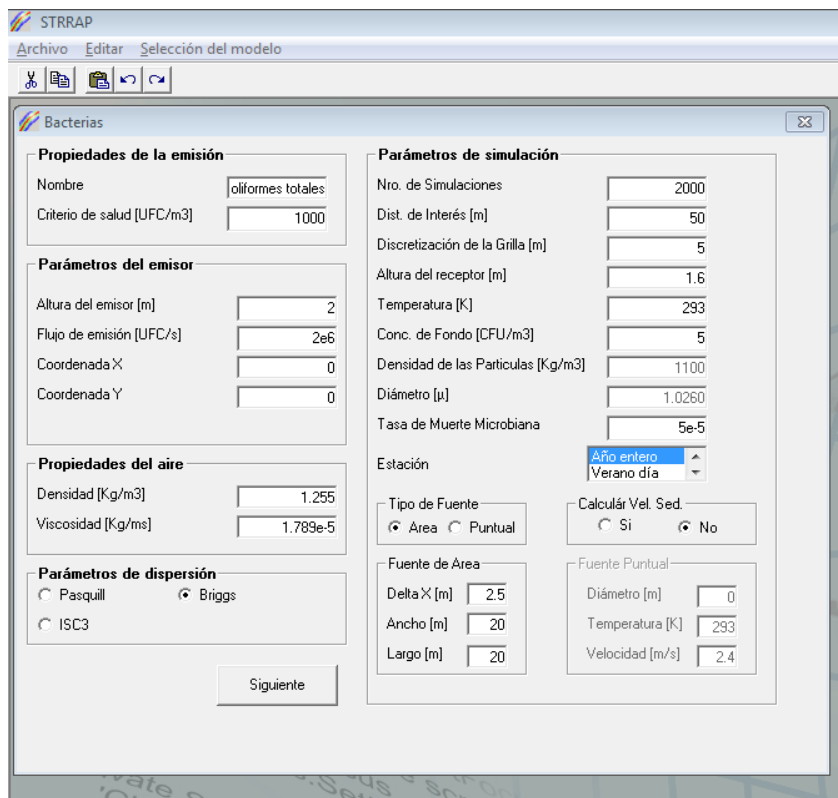 STRRAP
Archivo Editar Selección del modelo
Bacterias
Propiedades de la emisión
Nombre oliformes totales
Criterio de salud [UFC/m3] 1000
Parámetros del emisor
Altura del emisor [m] 2
Flujo de emisión [UFC/s] 2e6
Coordenada X 0
Coordenada Y 0
Propiedades del aire
Densidad [Kg/m3] 1.255
Viscosidad [Kg/ms] 1.789e-5
Parámetros de dispersión
Pasquill Briggs
ISC3
Siguiente
Parámetros de simulación
Nro. de Simulaciones 2000
Dist. de Interés [m] 50
Discretización de la Grilla [m] 5
Altura del receptor [m] 1.6
Temperatura [K] 293
Conc. de Fondo [CFU/m3] 5
Densidad de las Particulas [Kg/m3] 1100
Diámetro [µ] 1.0260
Tasa de Muerte Microbiana 5e-5
Estación Año entero
Verano día
Tipo de Fuente
Area Puntual
Calculár Vel. Sed.
Si No
Fuente de Area
Delta X [m] 2.5
Ancho [m] 20
Largo [m] 20
Fuente Puntual
Diámetro [m] 0
Temperatura [K] 293
Velocidad [m/s] 2.4